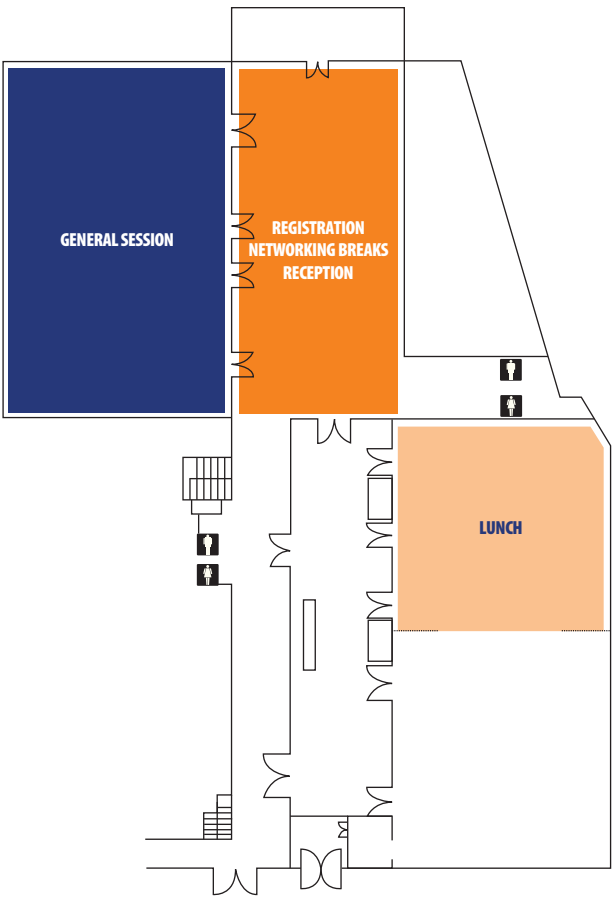 GENERAL SESSION
REGISTRATION
NETWORKING BREAKS
RECEPTION
LUNCH